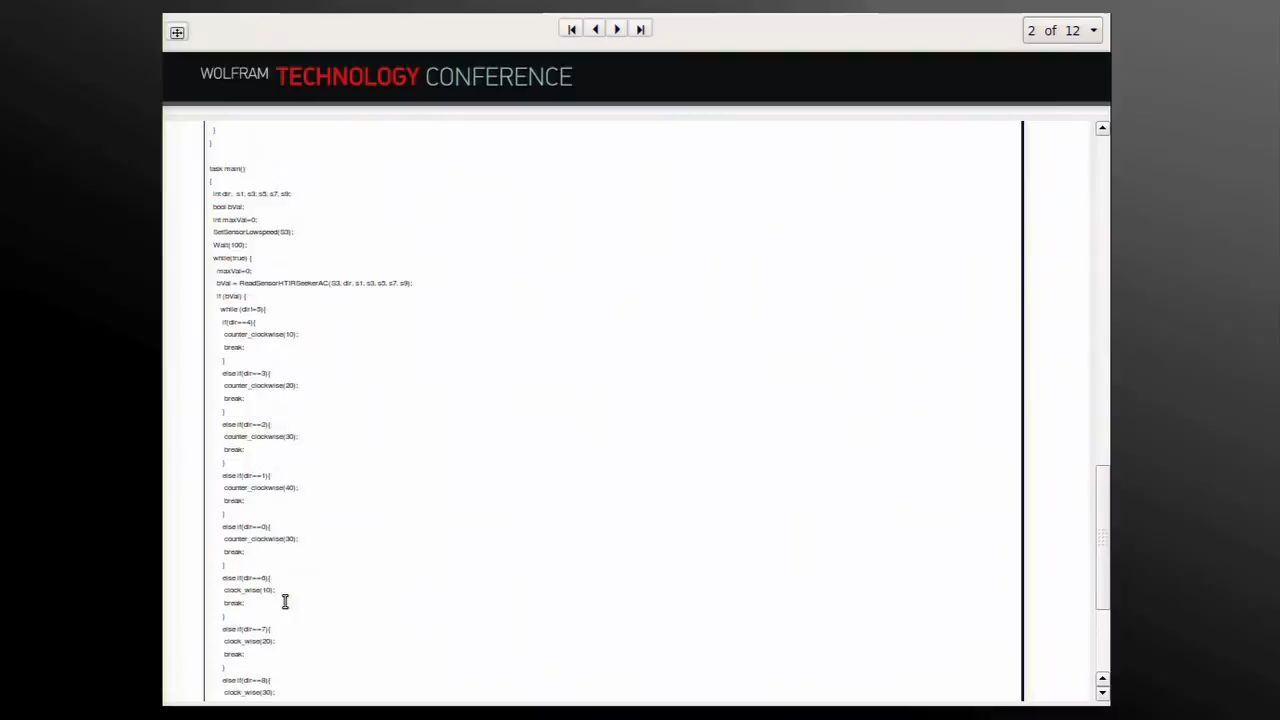 2 of 12
WOLFRAM TECHNOLOGY CONFERENCE
}
}
task main()
{
int dir, s1, s3, s5, s7, s9;
bool bVal;
int maxVal=0;
SetSensorLowspeed(S3);
Wait(100);
while(true) {
maxVal=0;
bVal = ReadSensorHTIRSeekerAC(S3, dir, s1, s3, s5, s7, s9);
if (bVal) {
while (dir!=5){
if(dir==4){
counter_clockwise(10);
break;
}
else if(dir==3){
counter_clockwise(20);
break;
}
else if(dir==2){
counter_clockwise(30);
break;
}
else if(dir==1){
counter_clockwise(40);
break;
}
else if(dir==0){
counter_clockwise(30);
break;
}
else if(dir==6){
clock_wise(10);
break;
}
else if(dir==7){
clock_wise(20);
break;
}
else if(dir==8){
clock_wise(30);